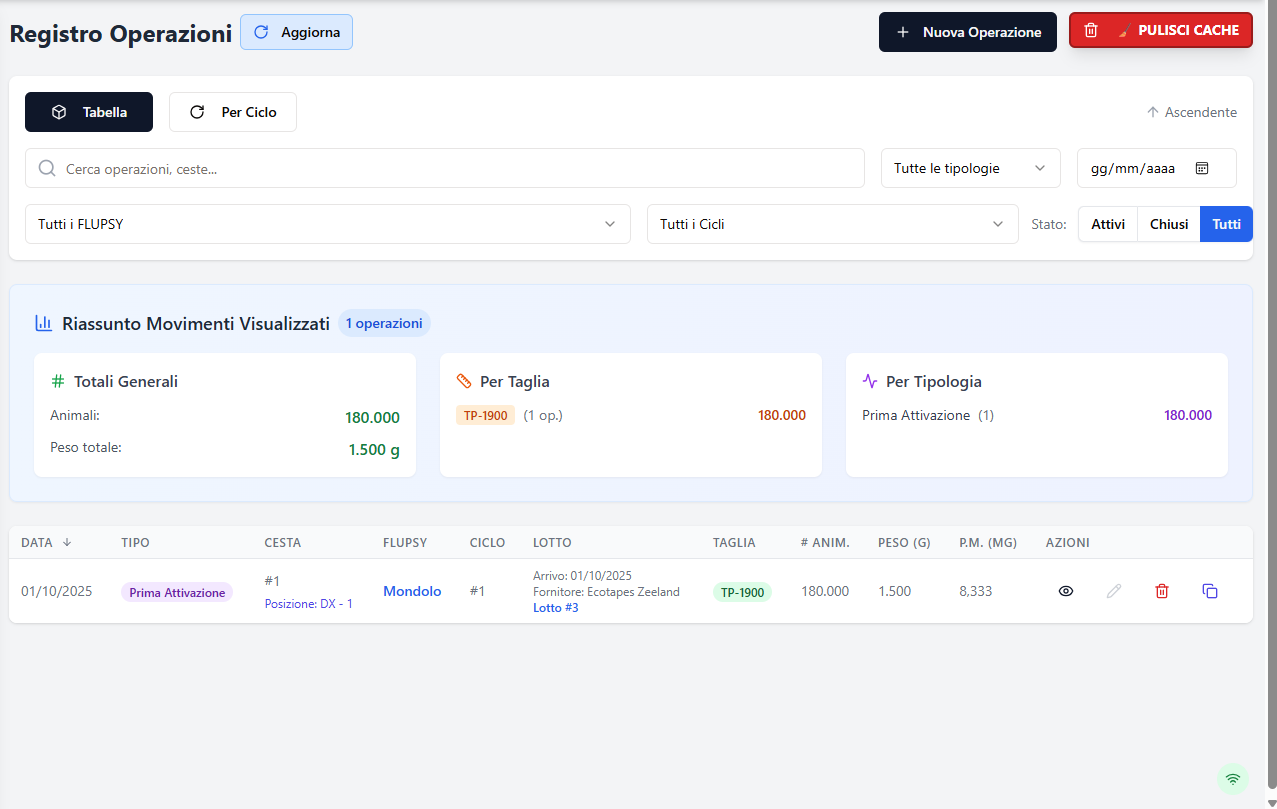 Registro Operazioni
Aggiorna
Nuova Operazione
PULISCI CACHE
Tabella
Per Ciclo
Ascendente
Cerca operazioni, ceste...
Tutte le tipologie
gg/mm/aaaa
Tutti i FLUPSY
Tutti i Cicli
Stato:
Attivi
Chiusi
Tutti
Riassunto Movimenti Visualizzati
1 operazioni
Totali Generali
Animali:
180.000
Peso totale:
1.500 g
Per Taglia
TP-1900
(1 op.)
180.000
Per Tipologia
Prima Attivazione (1)
180.000
DATA
TIPO
CESTA
FLUPSY
CICLO
LOTTO
TAGLIA
# ANIM.
PESO (G)
P.M. (MG)
AZIONI
01/10/2025
Prima Attivazione
#1
Posizione: DX - 1
Mondolo
#1
Arrivo: 01/10/2025
Fornitore: Ecotapes Zeeland
Lotto #3
TP-1900
180.000
1.500
8,333